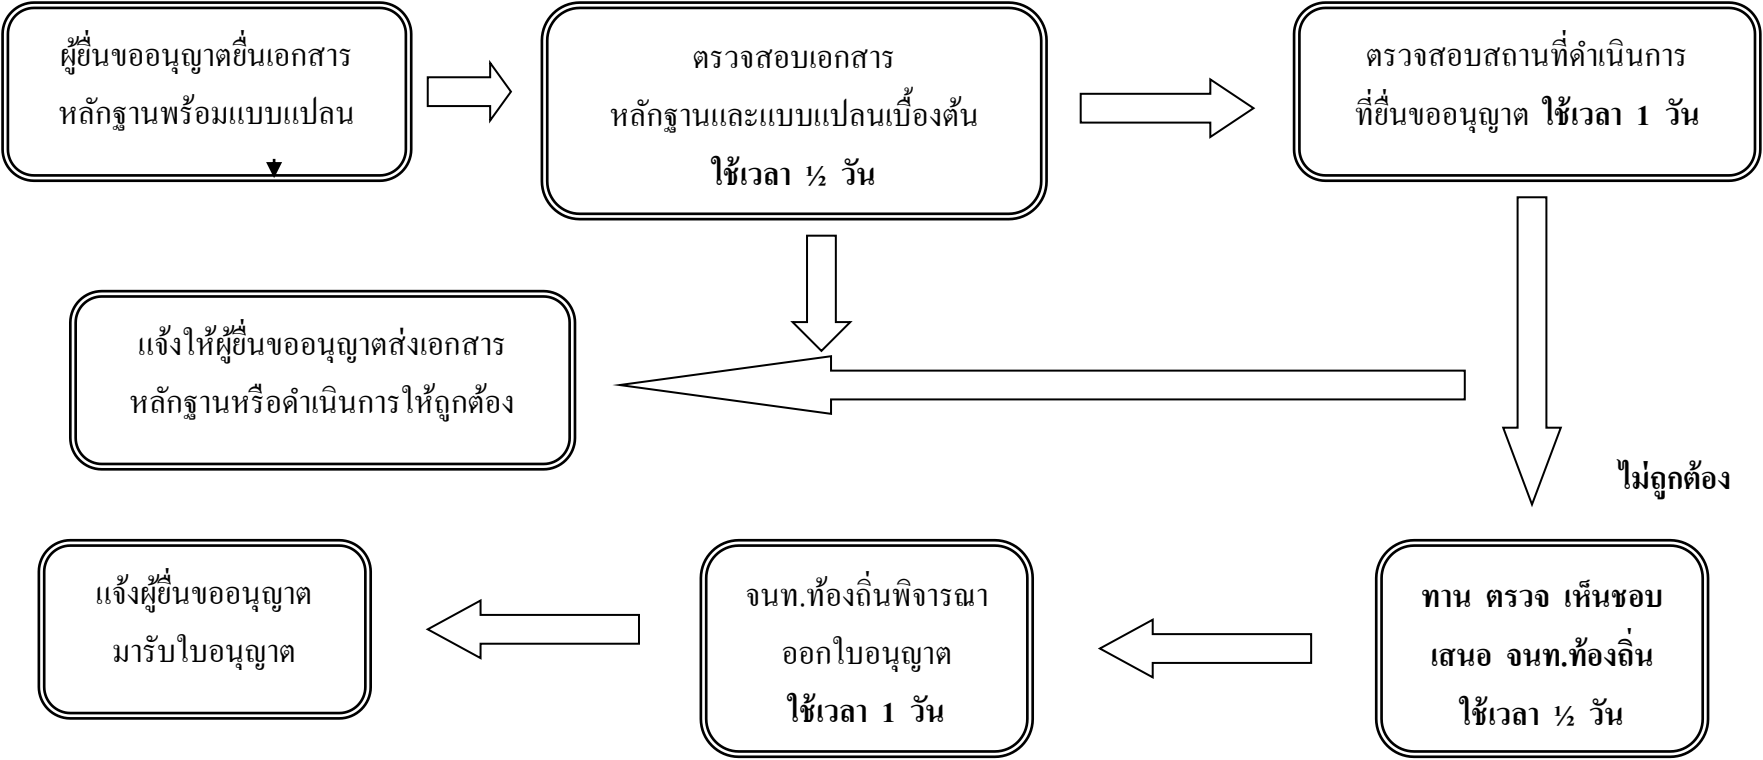 ผู้ยื่นขออนุญาตยื่นเอกสาร
หลักฐานพร้อมแบบแปลน
ตรวจสอบเอกสาร
หลักฐานและแบบแปลนเบื้องต้น
ใช้เวลา ½ วัน
ตรวจสอบสถานที่ดำเนินการ
ที่ยื่นขออนุญาต ใช้เวลา 1 วัน
แจ้งให้ผู้ยื่นขออนุญาตส่งเอกสาร
หลักฐานหรือดำเนินการให้ถูกต้อง
ไม่ถูกต้อง
ทาน ตรวจ เห็นชอบ
เสนอ จนท.ท้องถิ่น
ใช้เวลา ½ วัน
จนท.ท้องถิ่นพิจารณา
ออกใบอนุญาต
ใช้เวลา 1 วัน
แจ้งผู้ยื่นขออนุญาต
มารับใบอนุญาต